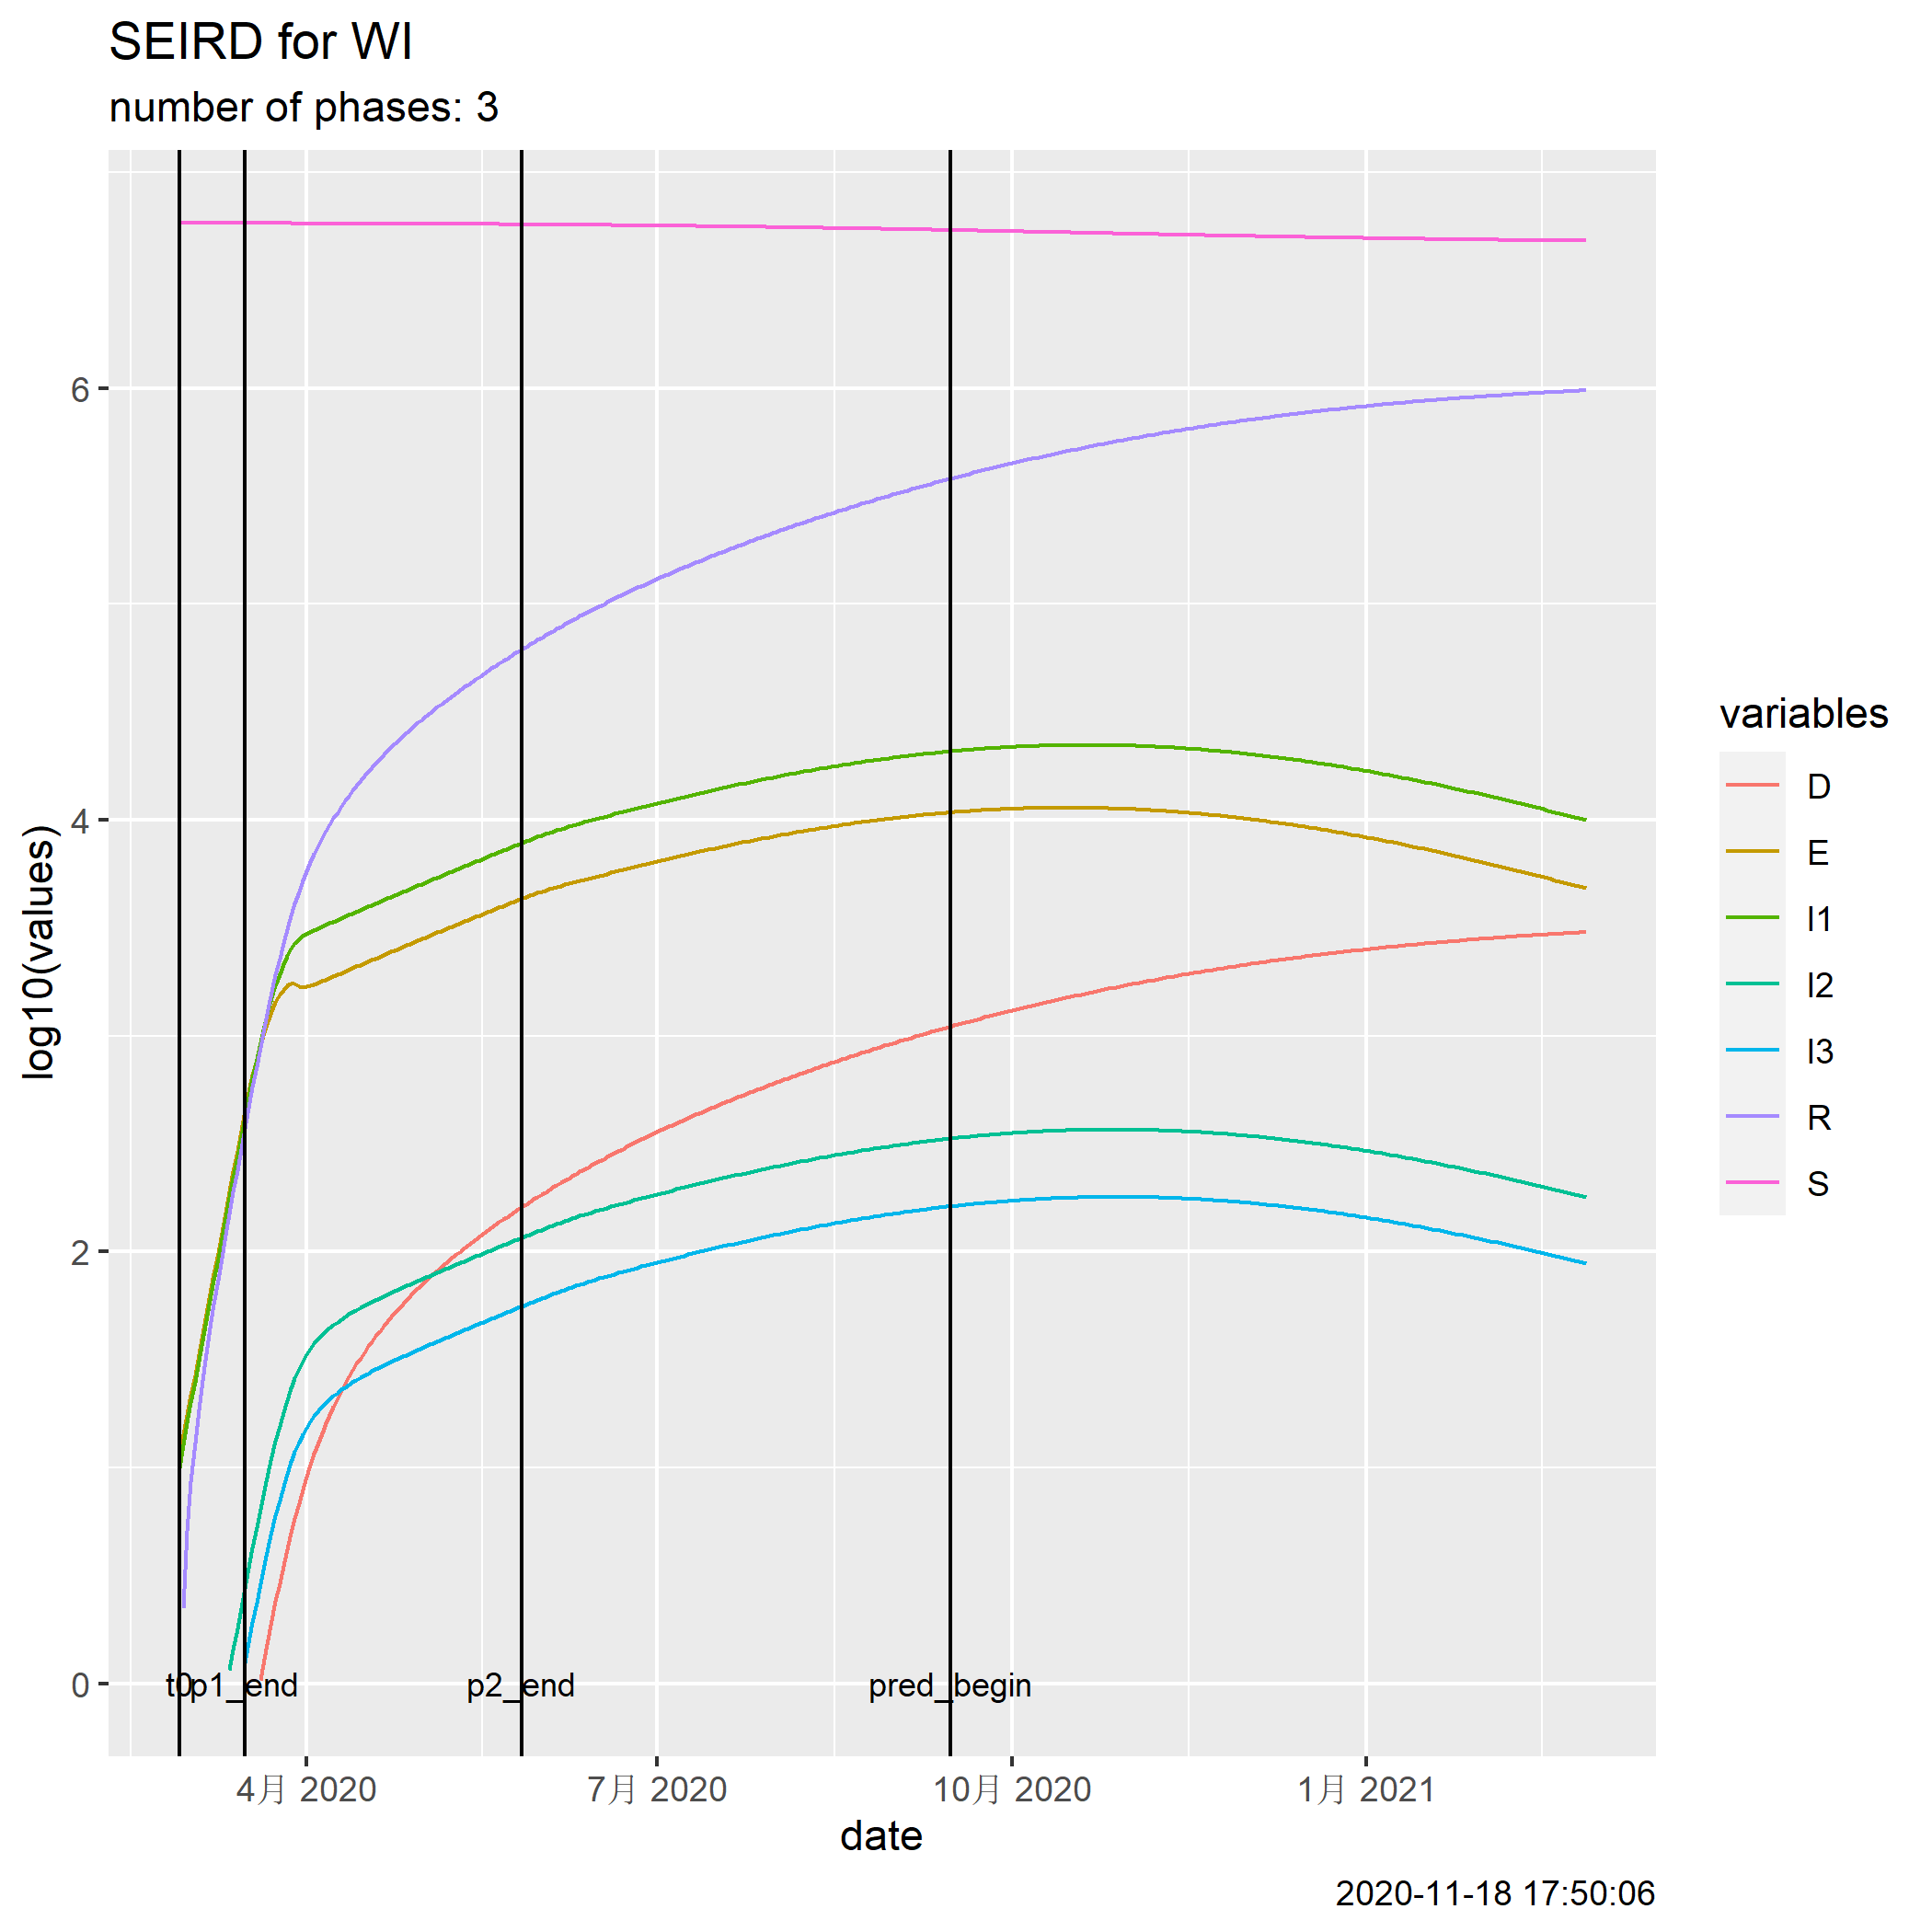 SEIRD for WI
number of phases: 3
log10(values)
6
4
2
0
t0
p1_end
p2_end
pred_begin
4月 2020
7月 2020
10月 2020
1月 2021
date
variables
D
E
I1
I2
I3
R
S
2020-11-18 17:50:06